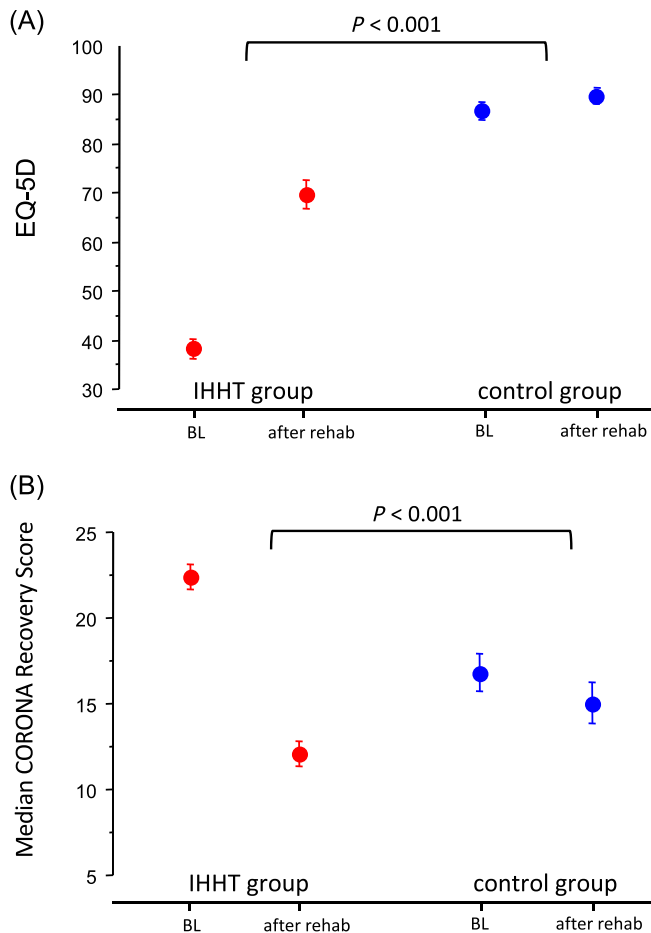 (A)
P < 0.001
100
90
80
70
60
50
40
30
EQ-5D
IHHT group control group
BL after rehab BL after rehab
(B)
P < 0.001
25
20
15
10
5
Median CORONA Recovery Score
IHHT group control group
BL after rehab BL after rehab